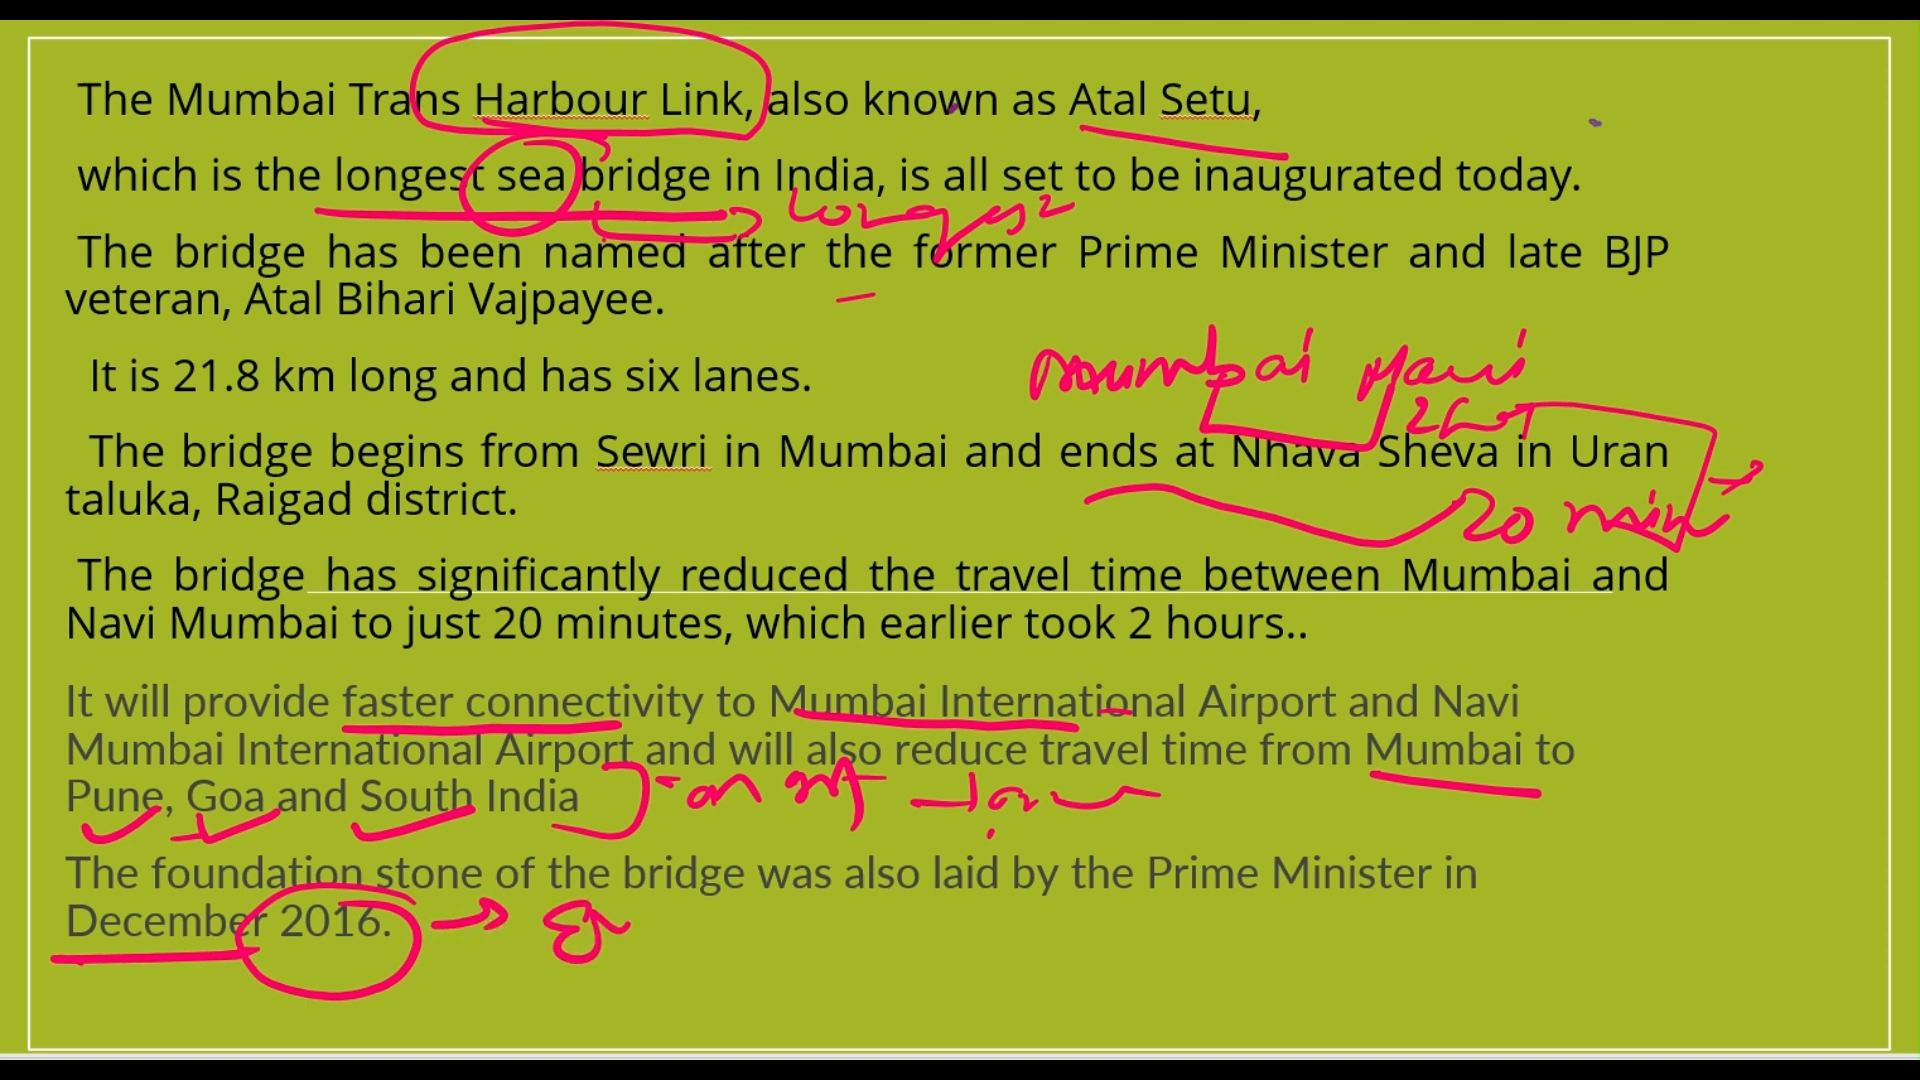 The Mumbai Trans Harbour Link, also known as Atal Setu,
which is the longest sea bridge in India, is all set to be inaugurated today.
longest
The bridge has been named after the former Prime Minister and late BJP
veteran, Atal Bihari Vajpayee.
Mumbai Navi
It is 21.8 km long and has six lanes.
The bridge begins from Sewri in Mumbai and ends at Nhava Sheva in Uran
taluka, Raigad district.
20 min
The bridge has significantly reduced the travel time between Mumbai and
Navi Mumbai to just 20 minutes, which earlier took 2 hours..
It will provide faster connectivity to Mumbai International Airport and Navi
Mumbai International Airport and will also reduce travel time from Mumbai to
Pune, Goa and South India
The foundation stone of the bridge was also laid by the Prime Minister in
December 2016.